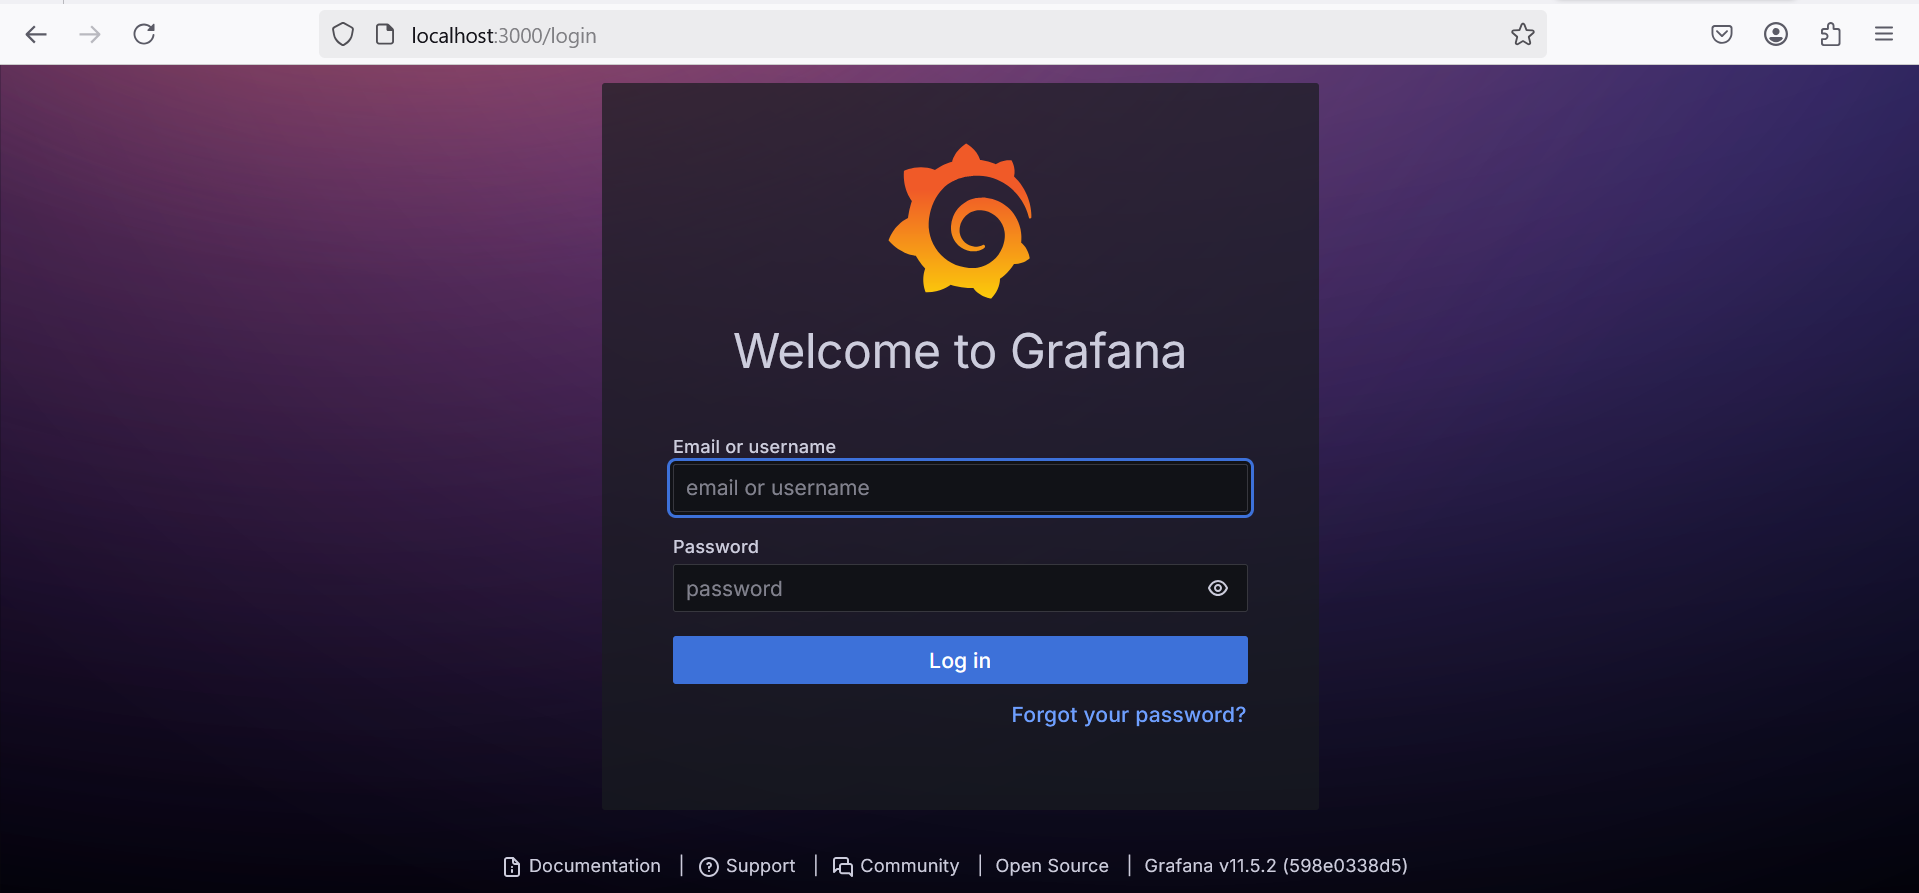 localhost:3000/login
Welcome to Grafana
Email or username
email or username
Password
password
Log in
Forgot your password?
Documentation | Support | Community | Open Source | Grafana v11.5.2 (598e0338d5)